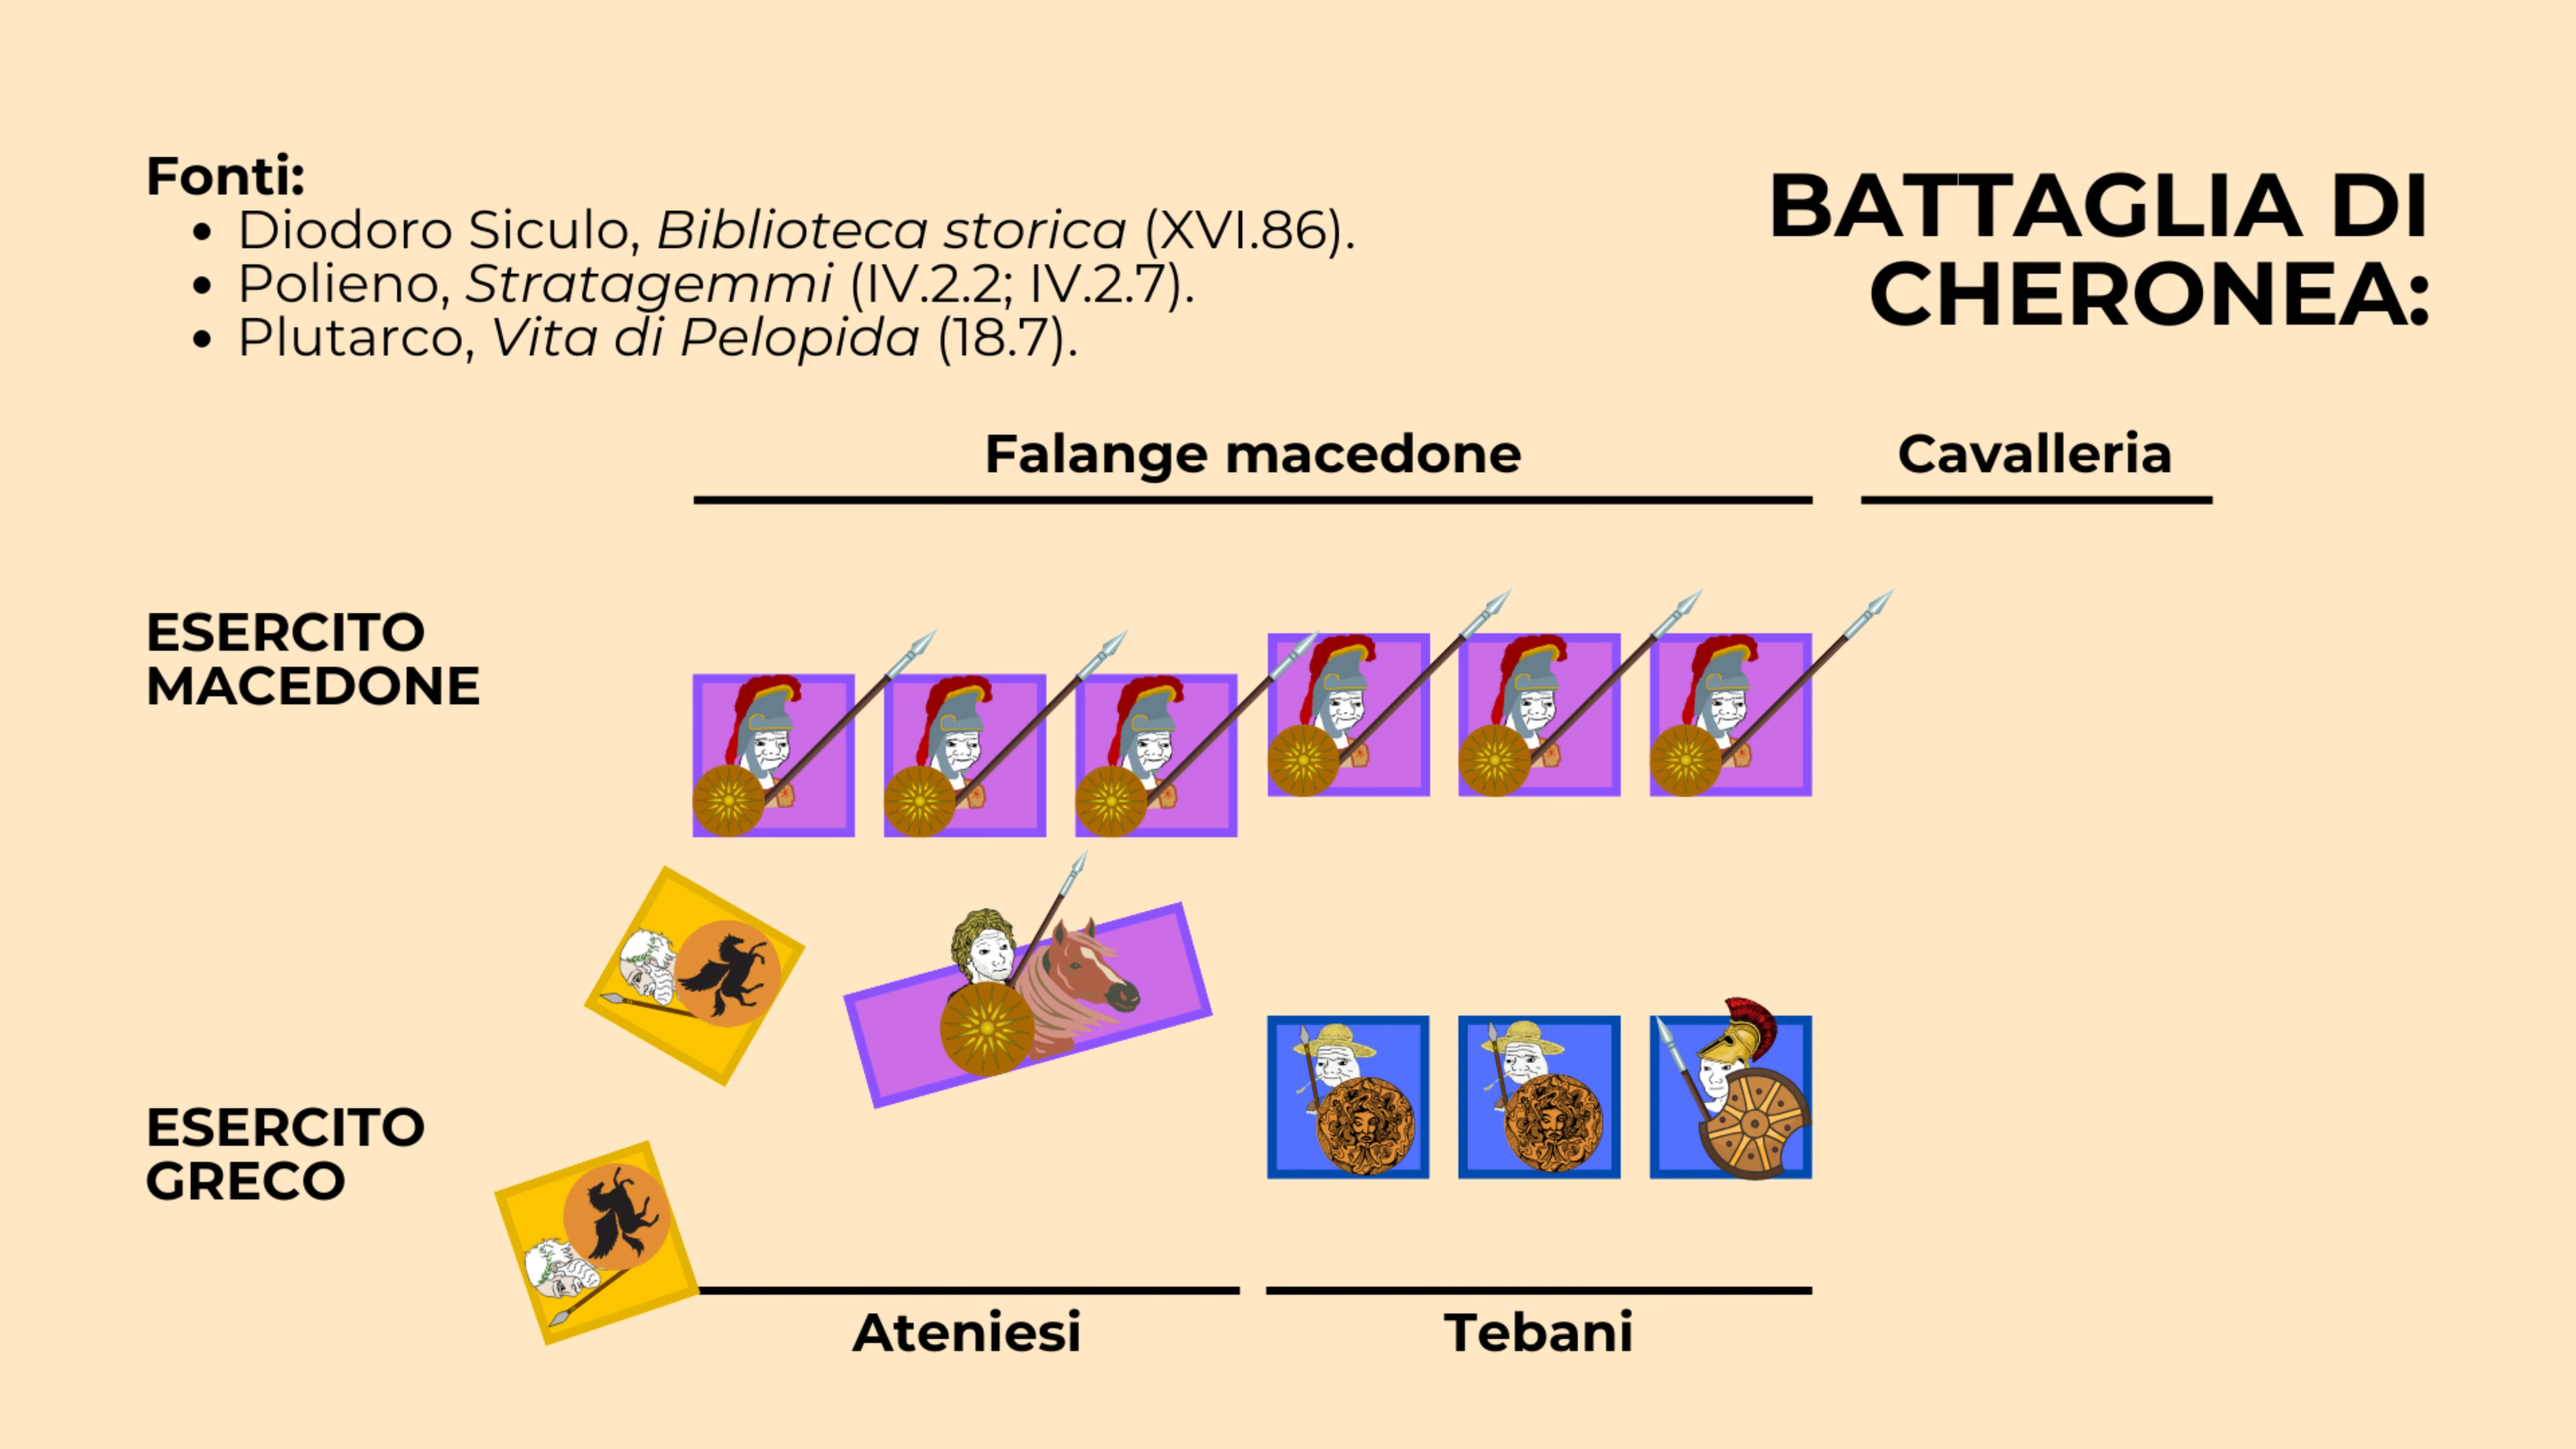 Fonti:
• Diodoro Siculo, Biblioteca storica (XVI.86).
• Polieno, Stratagemmi (IV.2.2; IV.2.7).
• Plutarco, Vita di Pelopida (18.7).
BATTAGLIA DI
CHERONEA:
Falange macedone
Cavalleria
ESERCITO
MACEDONE
ESERCITO
GRECO
Ateniesi
Tebani